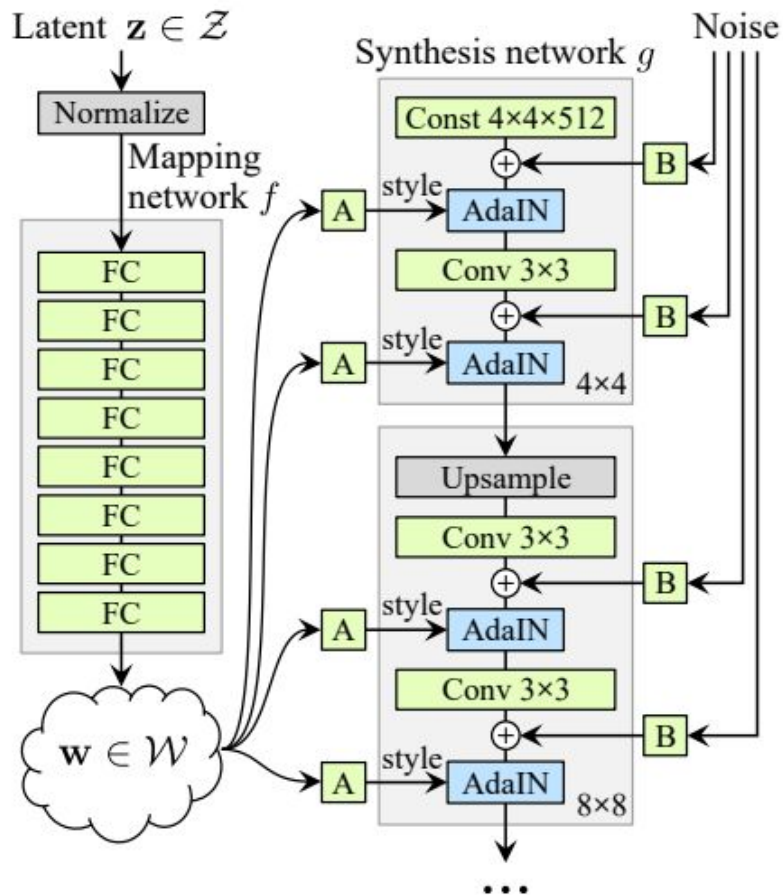 Latent z ∈ 𝒵
Normalize
Mapping
network f
FC
FC
FC
FC
FC
FC
FC
FC
w ∈ 𝒲
Synthesis network g
Noise
Const 4×4×512
+
B
A
style
AdaIN
Conv 3×3
+
B
A
style
AdaIN
4×4
Upsample
Conv 3×3
+
B
A
style
AdaIN
Conv 3×3
+
B
A
style
AdaIN
8×8
...